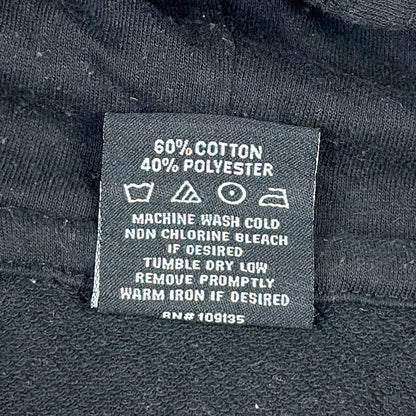 60% COTTON
40% POLYESTER
MACHINE WASH COLD
NON CHLORINE BLEACH
IF DESIRED
TUMBLE DRY LOW
REMOVE PROMPTLY
WARM IRON IF DESIRED
RN# 109135